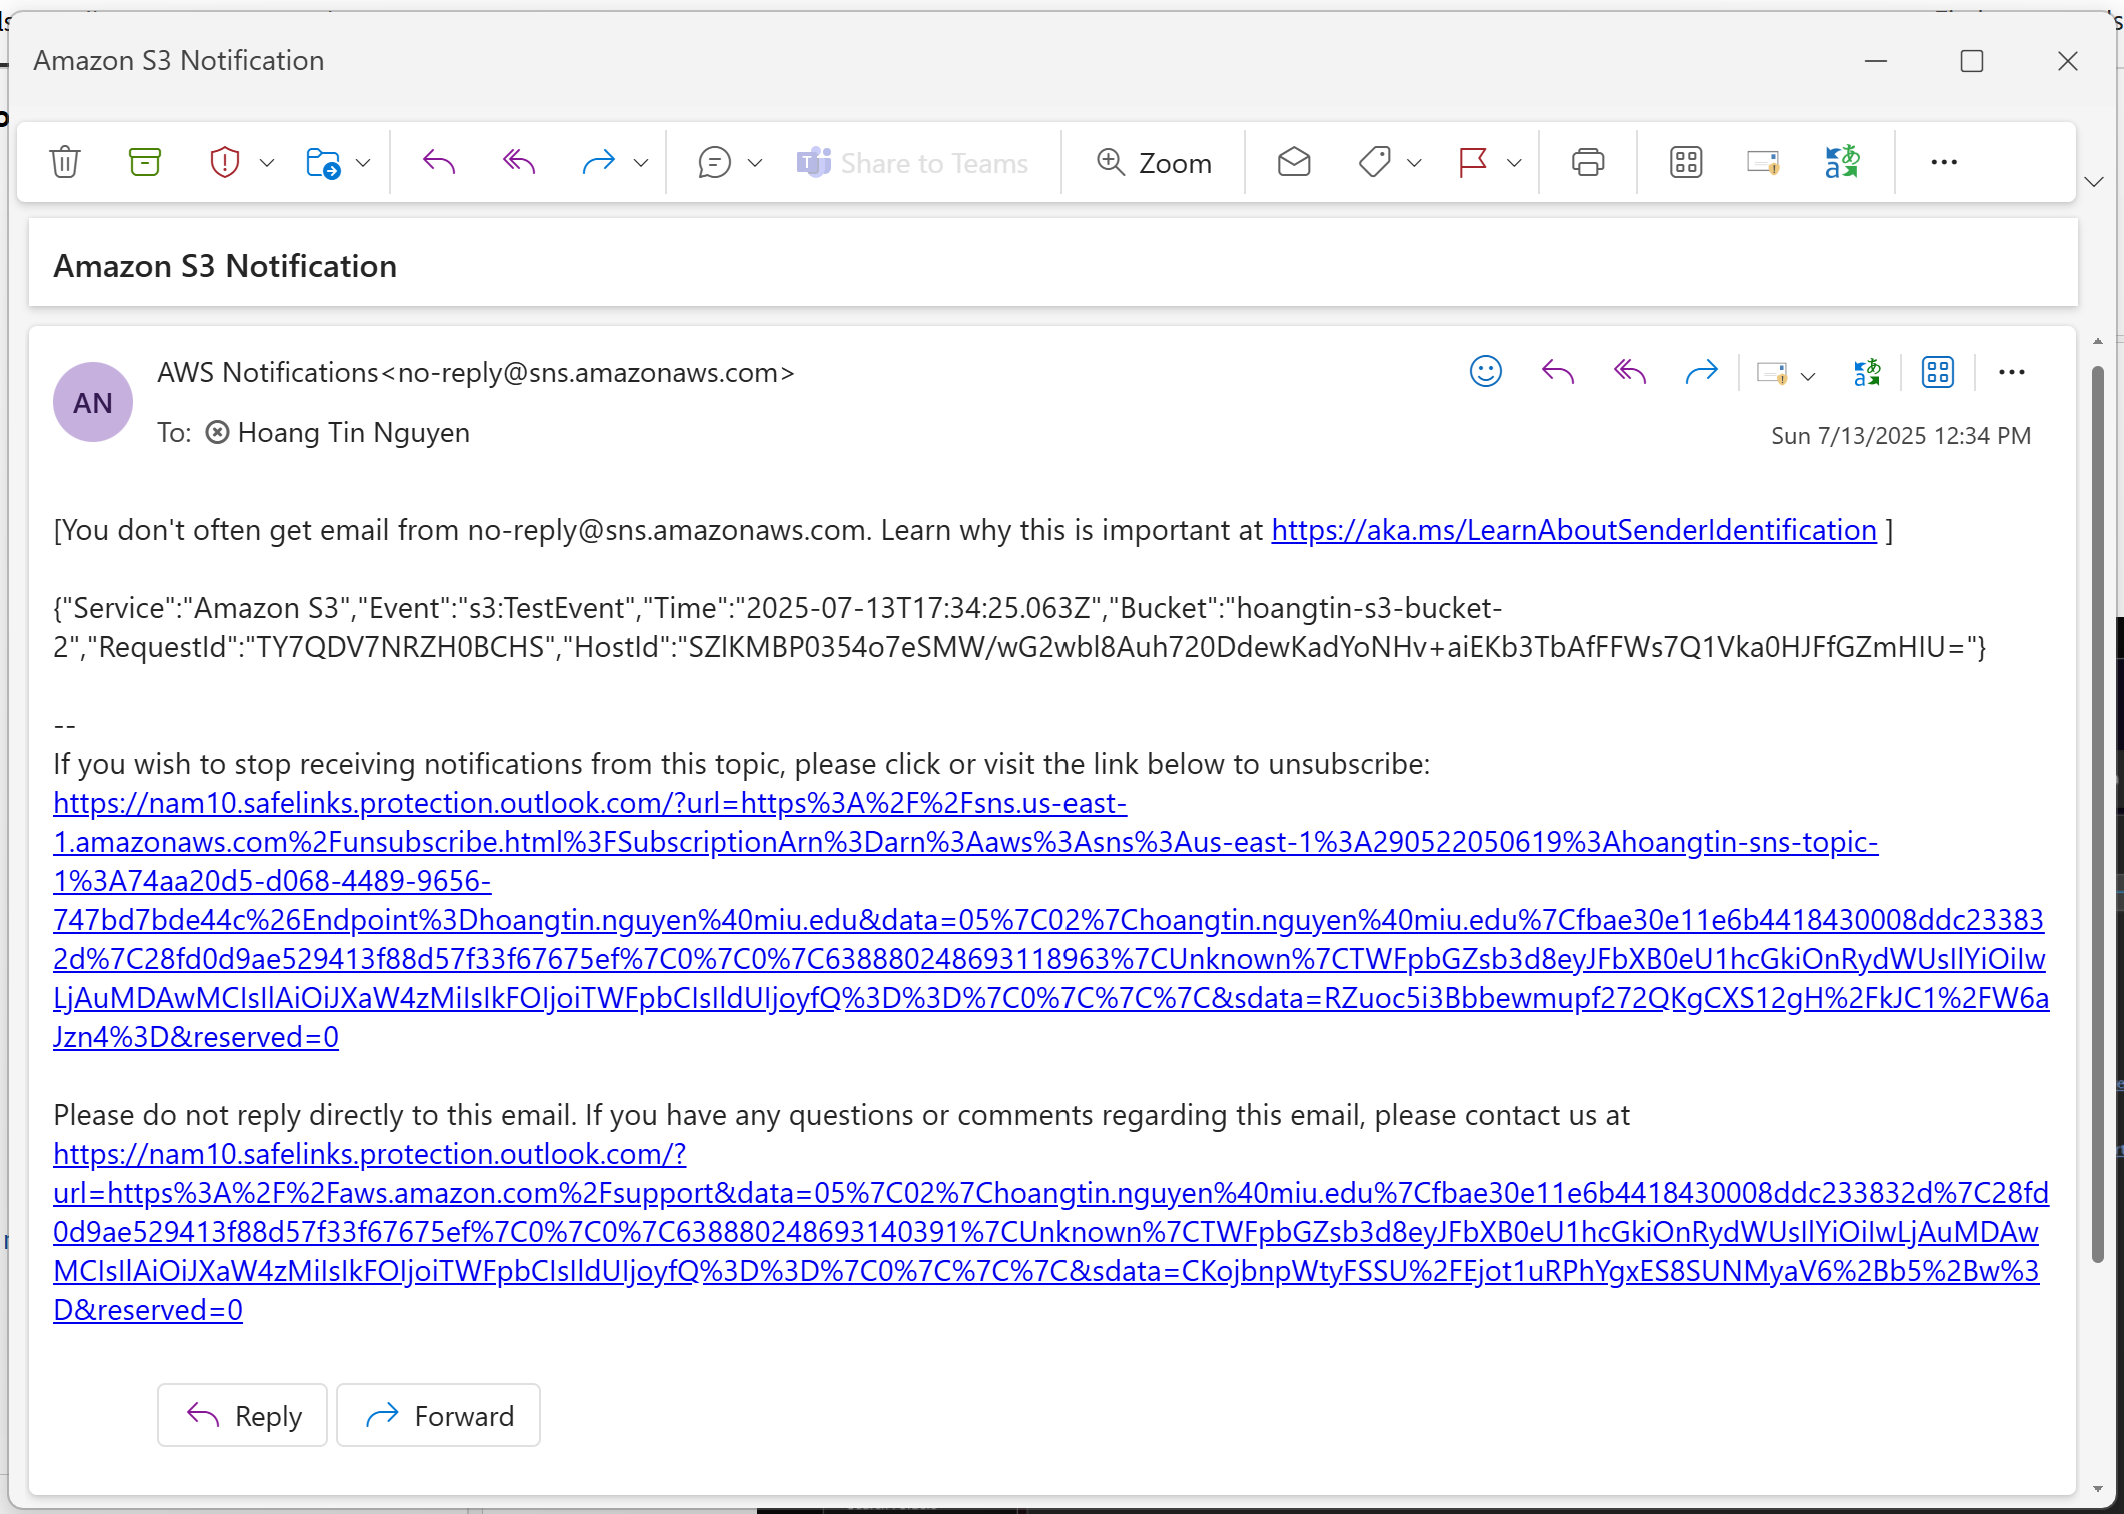 Amazon S3 Notification
Share to Teams
Zoom
Amazon S3 Notification
AN
AWS Notifications<no-reply@sns.amazonaws.com>
To: Hoang Tin Nguyen
Sun 7/13/2025 12:34 PM
[You don't often get email from no-reply@sns.amazonaws.com. Learn why this is important at https://aka.ms/LearnAboutSenderIdentification ]
{"Service":"Amazon S3","Event":"s3:TestEvent","Time":"2025-07-13T17:34:25.063Z","Bucket":"hoangtin-s3-bucket-
2","RequestId":"TY7QDV7NRZH0BCHS","HostId":"SZlKMBP0354o7eSMW/wG2wbl8Auh720DdewKadYoNHv+aiEKb3TbAfFFWs7Q1Vka0HJFfGZmHIU="}
--
If you wish to stop receiving notifications from this topic, please click or visit the link below to unsubscribe:
https://nam10.safelinks.protection.outlook.com/?url=https%3A%2F%2Fsns.us-east-
1.amazonaws.com%2Funsubscribe.html%3FSubscriptionArn%3Darn%3Aaws%3Asns%3Aus-east-1%3A290522050619%3Ahoangtin-sns-topic-
1%3A74aa20d5-d068-4489-9656-
747bd7bde44c%26Endpoint%3Dhoangtin.nguyen%40miu.edu&data=05%7C02%7Choangtin.nguyen%40miu.edu%7Cfbae30e11e6b4418430008ddc23383
2d%7C28fd0d9ae529413f88d57f33f67675ef%7C0%7C0%7C638880248693118963%7CUnknown%7CTWFpbGZsb3d8eyJFbXB0eU1hcGkiOnRydWUsIlYiOiIw
LjAuMDAwMCIsIlAiOiJXaW4zMiIsIkFOIjoiTWFpbCIsIldUIjoyfQ%3D%3D%7C0%7C%7C%7C&sdata=RZuoc5i3Bbbewmupf272QKgCXS12gH%2FkJC1%2FW6a
Jzn4%3D&reserved=0
Please do not reply directly to this email. If you have any questions or comments regarding this email, please contact us at
https://nam10.safelinks.protection.outlook.com/?
url=https%3A%2F%2Faws.amazon.com%2Fsupport&data=05%7C02%7Choangtin.nguyen%40miu.edu%7Cfbae30e11e6b4418430008ddc233832d%7C28fd
0d9ae529413f88d57f33f67675ef%7C0%7C0%7C638880248693140391%7CUnknown%7CTWFpbGZsb3d8eyJFbXB0eU1hcGkiOnRydWUsIlYiOiIwLjAuMDAw
MCIsIlAiOiJXaW4zMiIsIkFOIjoiTWFpbCIsIldUIjoyfQ%3D%3D%7C0%7C%7C%7C&sdata=CKojbnpWtyFSSU%2FEjot1uRPhYgxES8SUNMyaV6%2Bb5%2Bw%3
D&reserved=0
Reply
Forward